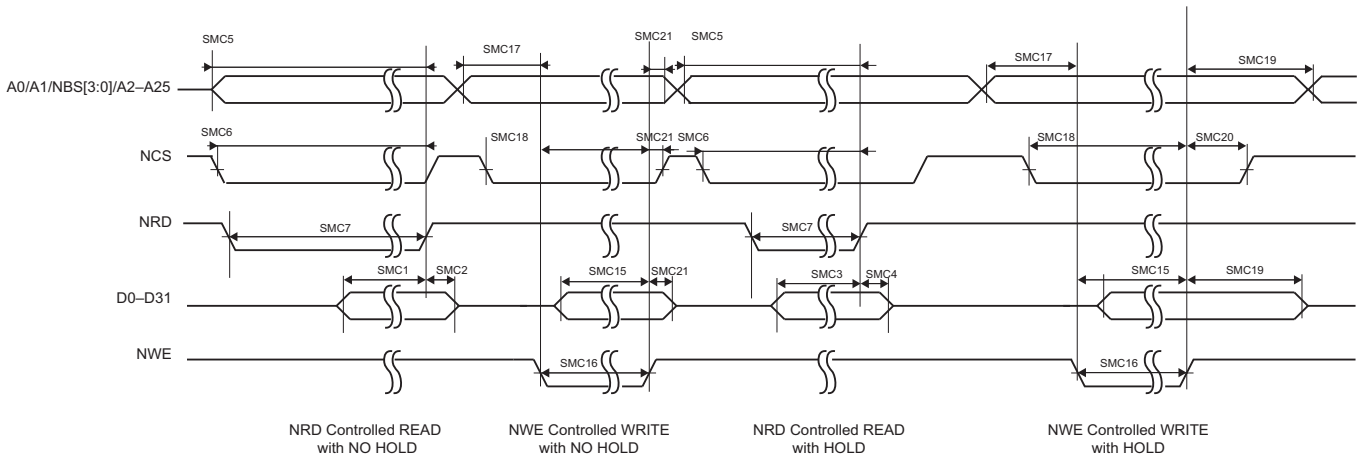 SMC5
SMC17
SMC21
SMC5
SMC17
SMC19
A0/A1/NBS[3:0]/A2–A25
SMC6
SMC18
SMC21
SMC6
SMC18
SMC20
NCS
NRD
SMC7
SMC7
SMC1
SMC2
SMC15
SMC21
SMC3
SMC4
SMC15
SMC19
D0–D31
NWE
SMC16
SMC16
NRD Controlled READ
with NO HOLD
NWE Controlled WRITE
with NO HOLD
NRD Controlled READ
with HOLD
NWE Controlled WRITE
with HOLD